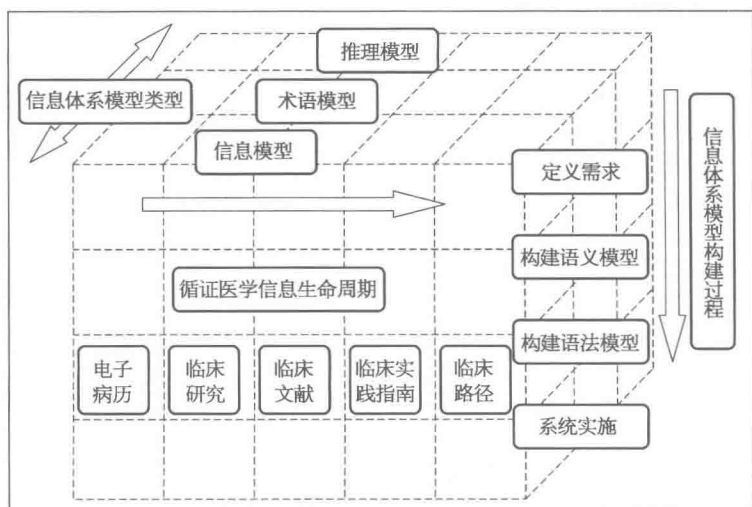 推理模型
信息体系模型类型
术语模型
信息模型
定义需求
信息体系模型构建过程
构建语义模型
循证医学信息生命周期
构建语法模型
电子
病历
临床
研究
临床
文献
临床实
践指南
临床
路径
系统实施